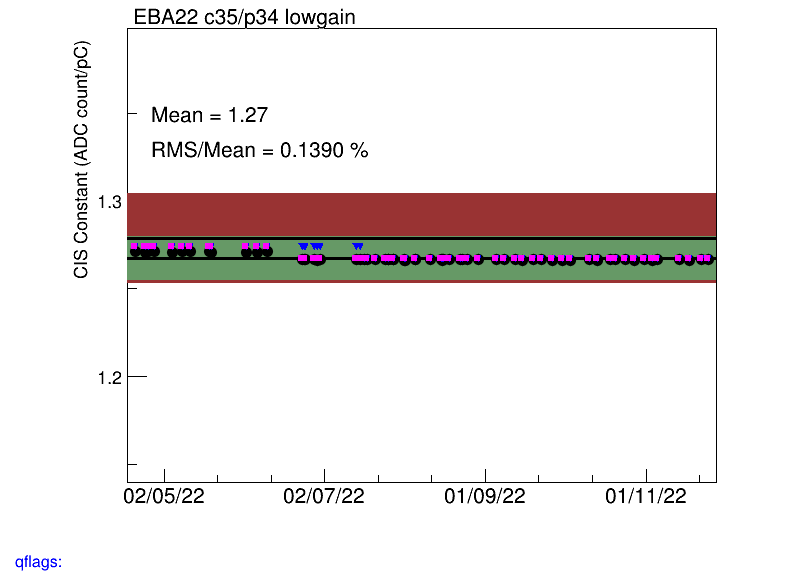 EBA22 c35/p34 lowgain
CIS Constant (ADC count/pC)
Mean = 1.27
RMS/Mean = 0.1390 %
1.3
1.2
02/05/22 02/07/22 01/09/22 01/11/22
qflags: